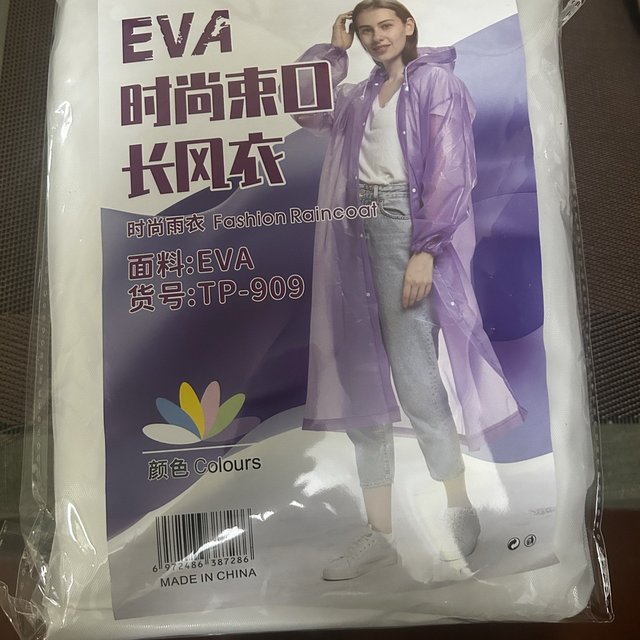 EVA
时尚束口
长风衣
时尚雨衣 Fashion Raincoat
面料:EVA
货号:TP-909
颜色 Colours
6 972486 387286
MADE IN CHINA